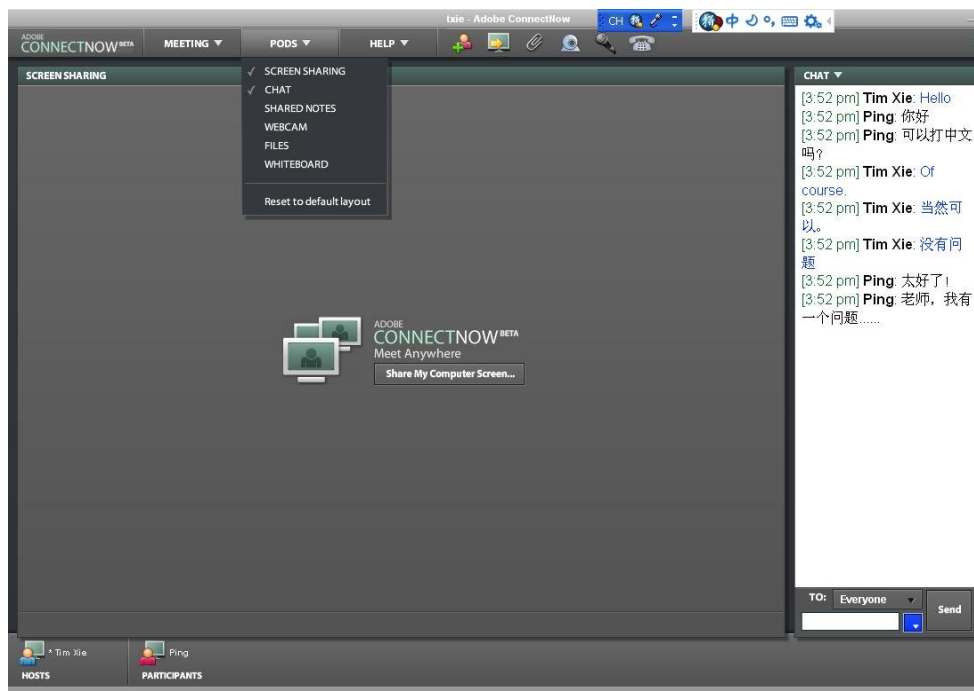 txie - Adobe ConnectNow
CH
中
ADOBE
CONNECTNOW BETA
MEETING
PODS
HELP
SCREEN SHARING
✓ SCREEN SHARING
✓ CHAT
SHARED NOTES
WEBCAM
FILES
WHITEBOARD
Reset to default layout
ADOBE
CONNECTNOW BETA
Meet Anywhere
Share My Computer Screen...
CHAT
[3:52 pm] Tim Xie: Hello
[3:52 pm] Ping: 你好
[3:52 pm] Ping: 可以打中文
吗?
[3:52 pm] Tim Xie: Of
course.
[3:52 pm] Tim Xie: 当然可
以。
[3:52 pm] Tim Xie: 没有问
题
[3:52 pm] Ping: 太好了!
[3:52 pm] Ping: 老师，我有
一个问题......
TO: Everyone
Send
* Tim Xie
HOSTS
Ping
PARTICIPANTS